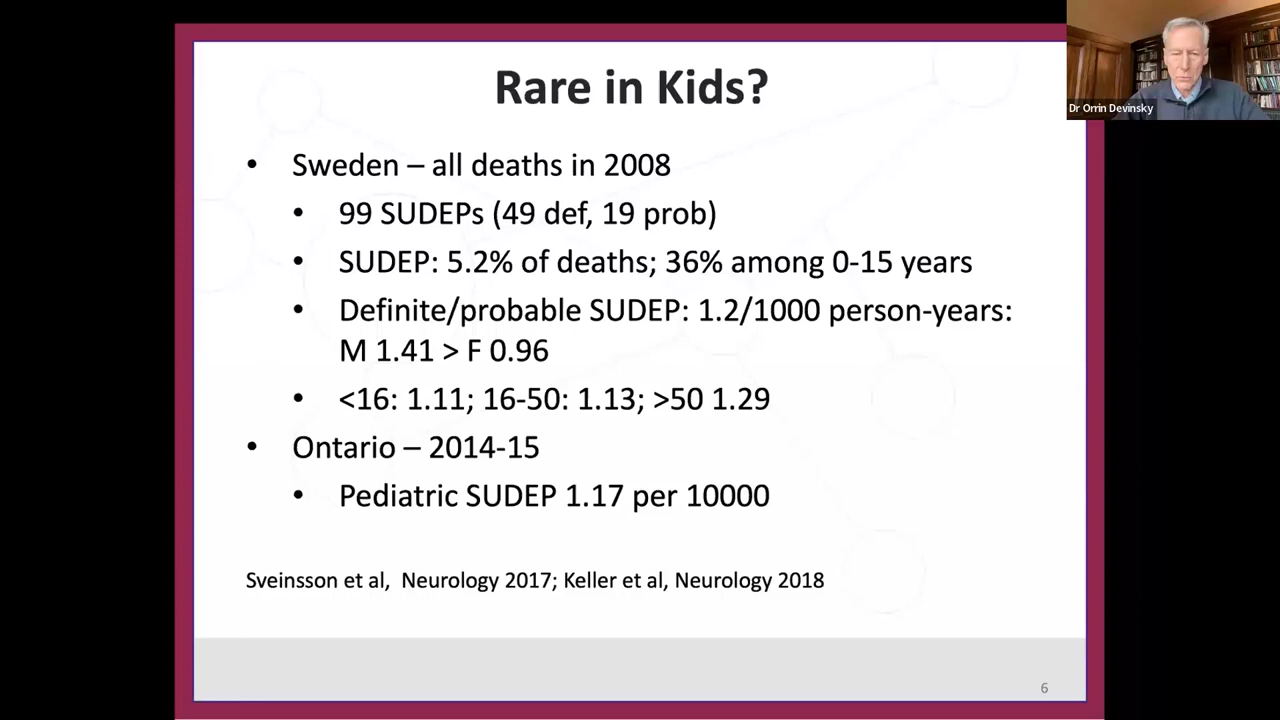 Rare in Kids?
Dr Orrin Devinsky
• Sweden – all deaths in 2008
• 99 SUDEPs (49 def, 19 prob)
• SUDEP: 5.2% of deaths; 36% among 0-15 years
• Definite/probable SUDEP: 1.2/1000 person-years:
M 1.41 > F 0.96
• <16: 1.11; 16-50: 1.13; >50 1.29
• Ontario – 2014-15
• Pediatric SUDEP 1.17 per 10000
Sveinsson et al, Neurology 2017; Keller et al, Neurology 2018
6